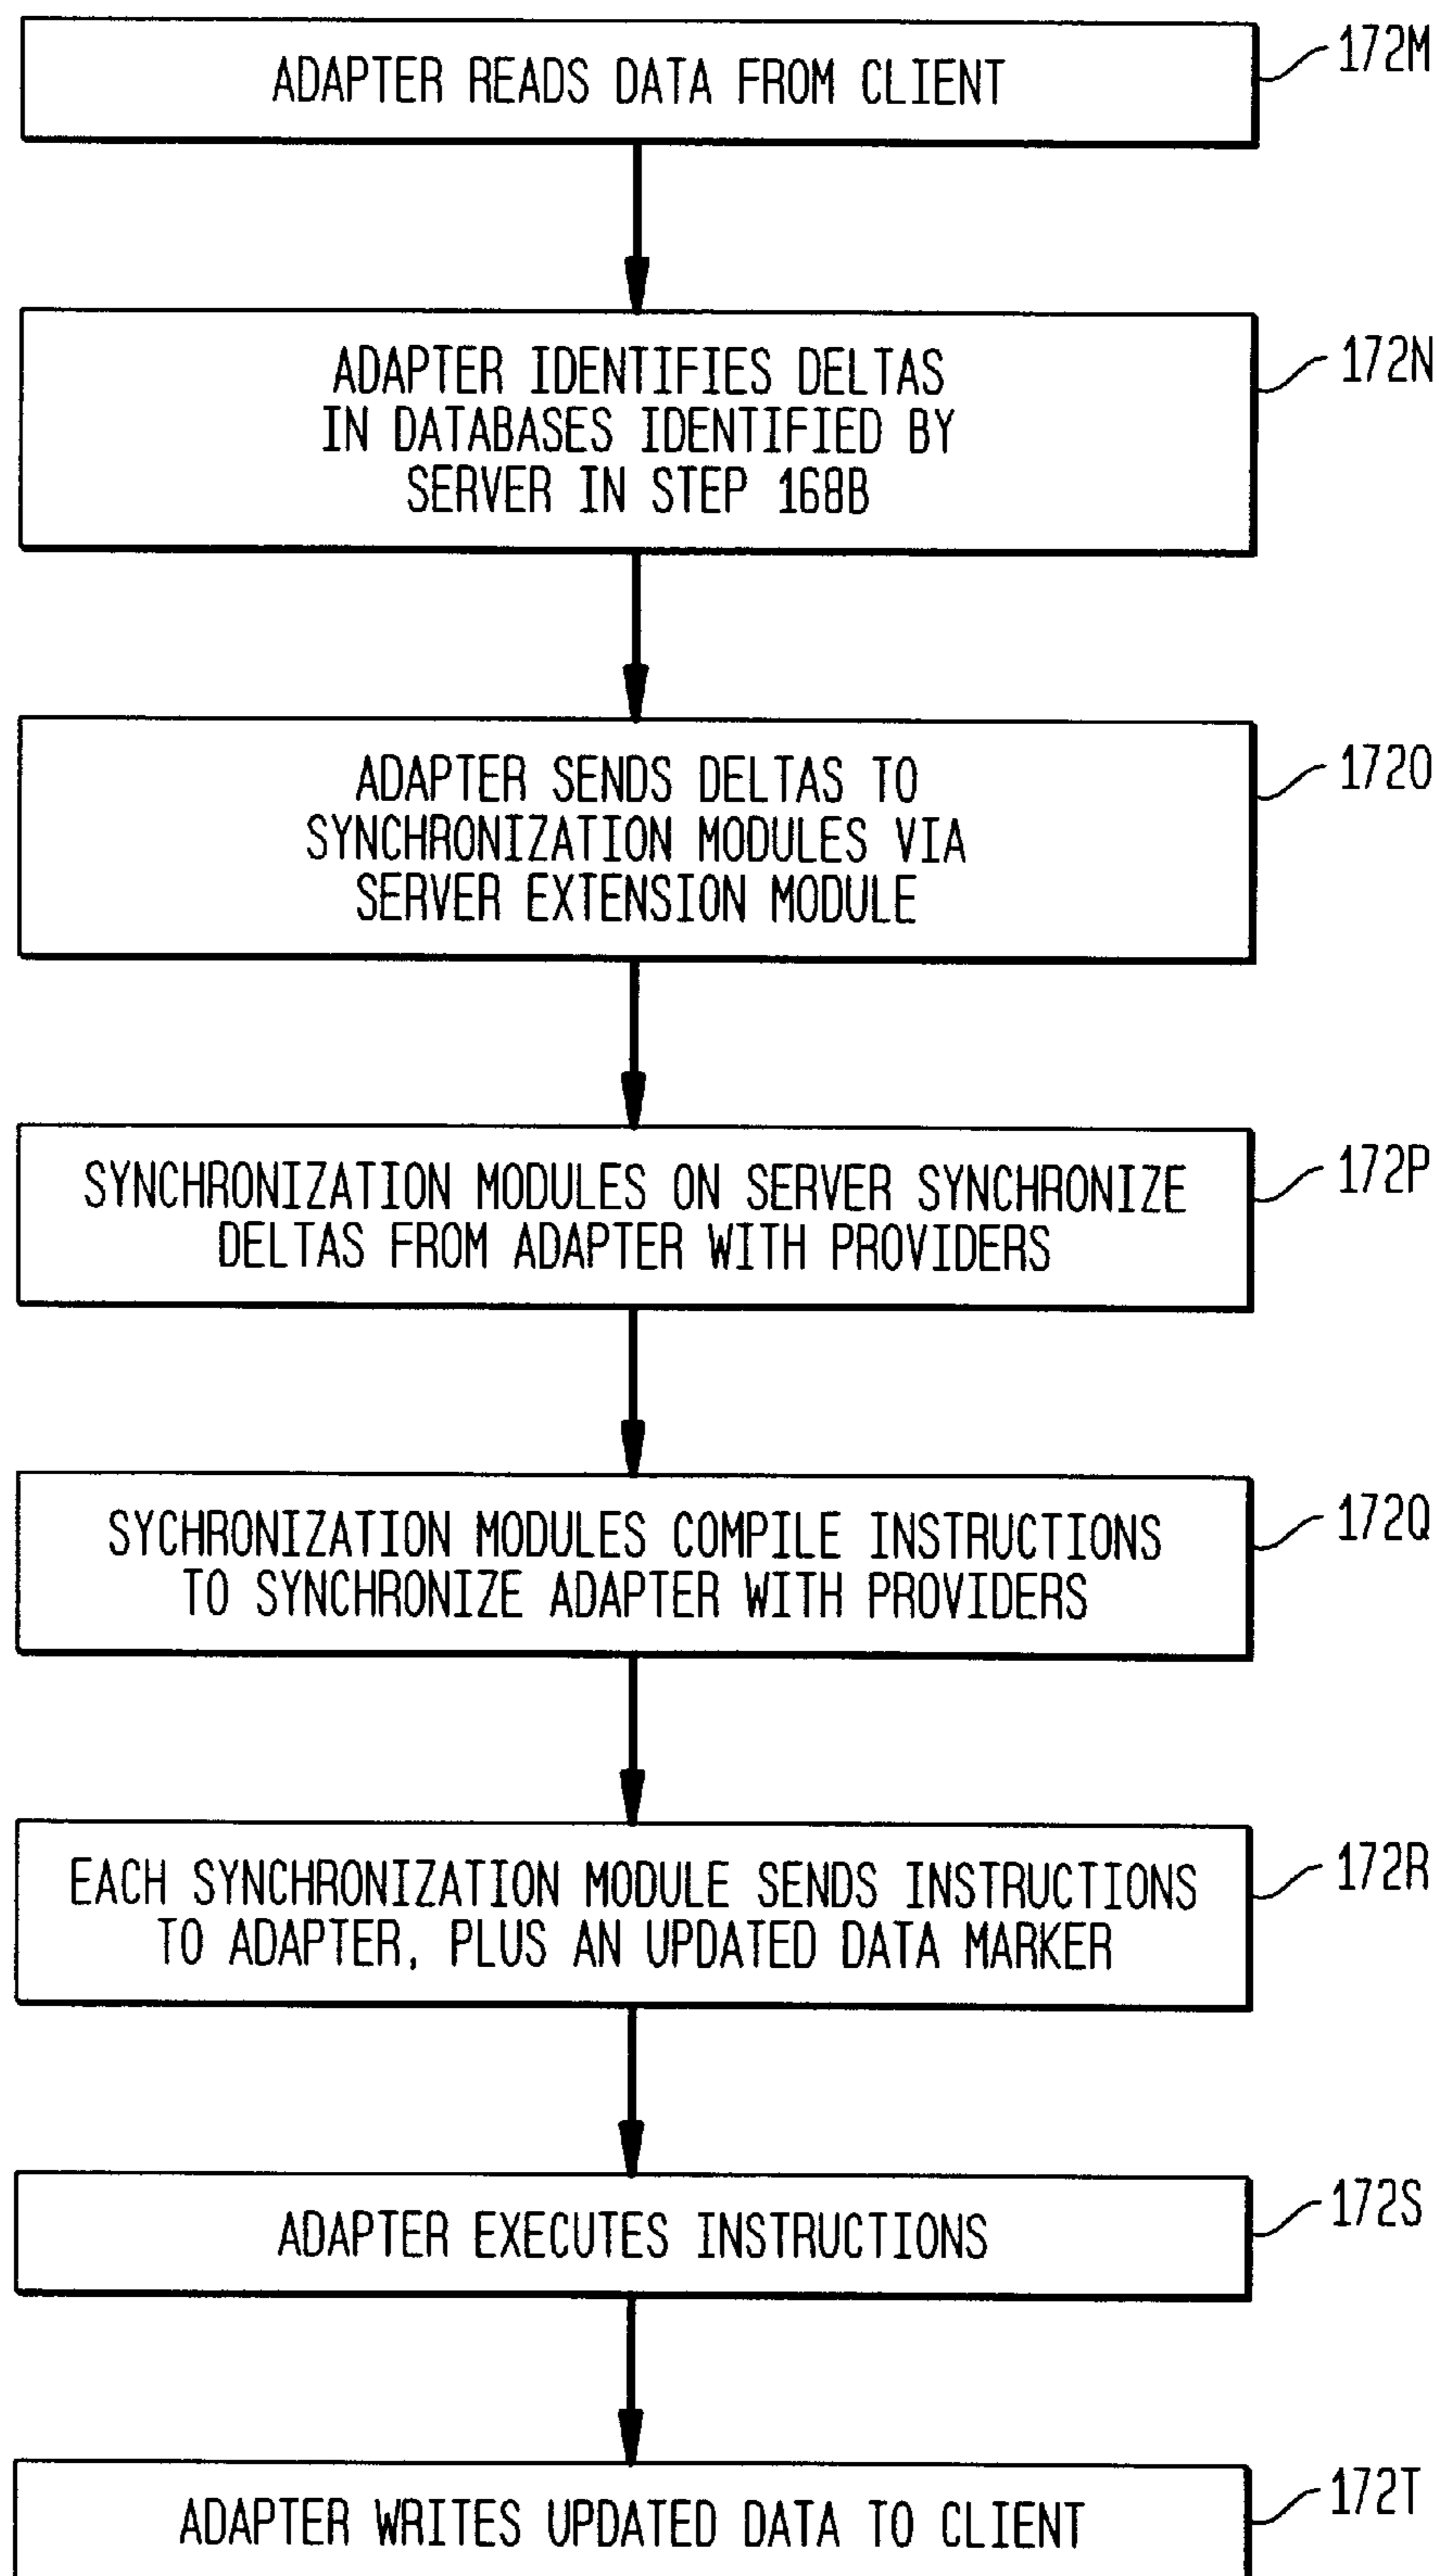 ADAPTER READS DATA FROM CLIENT
172M
ADAPTER IDENTIFIES DELTAS
IN DATABASES IDENTIFIED BY
SERVER IN STEP 168B
172N
ADAPTER SENDS DELTAS TO
SYNCHRONIZATION MODULES VIA
SERVER EXTENSION MODULE
172O
SYNCHRONIZATION MODULES ON SERVER SYNCHRONIZE
DELTAS FROM ADAPTER WITH PROVIDERS
172P
SYCHRONIZATION MODULES COMPILE INSTRUCTIONS
TO SYNCHRONIZE ADAPTER WITH PROVIDERS
172Q
EACH SYNCHRONIZATION MODULE SENDS INSTRUCTIONS
TO ADAPTER, PLUS AN UPDATED DATA MARKER
172R
ADAPTER EXECUTES INSTRUCTIONS
172S
ADAPTER WRITES UPDATED DATA TO CLIENT
172T